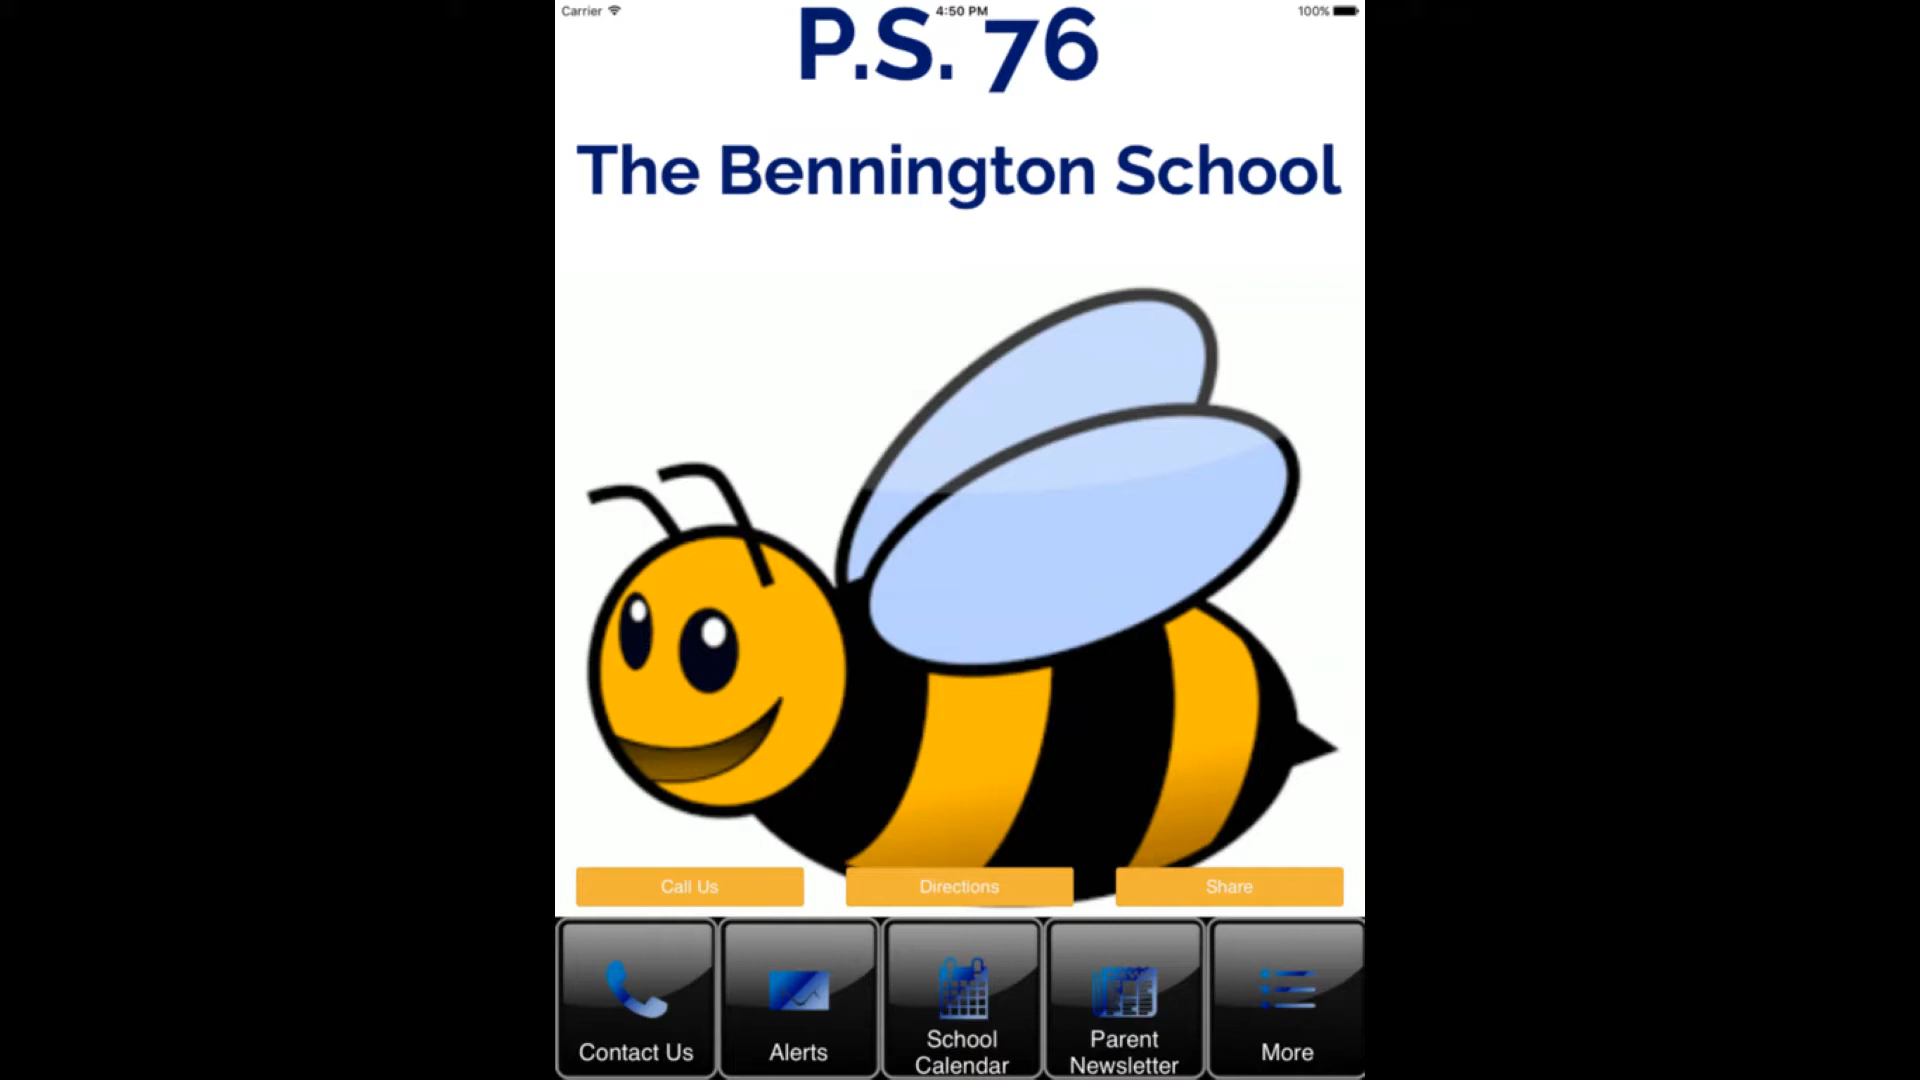 Carrier 4:50 PM 100%
P.S. 76
The Bennington School
Call Us Directions Share
Contact Us
Alerts
School
Calendar
Parent
Newsletter
More